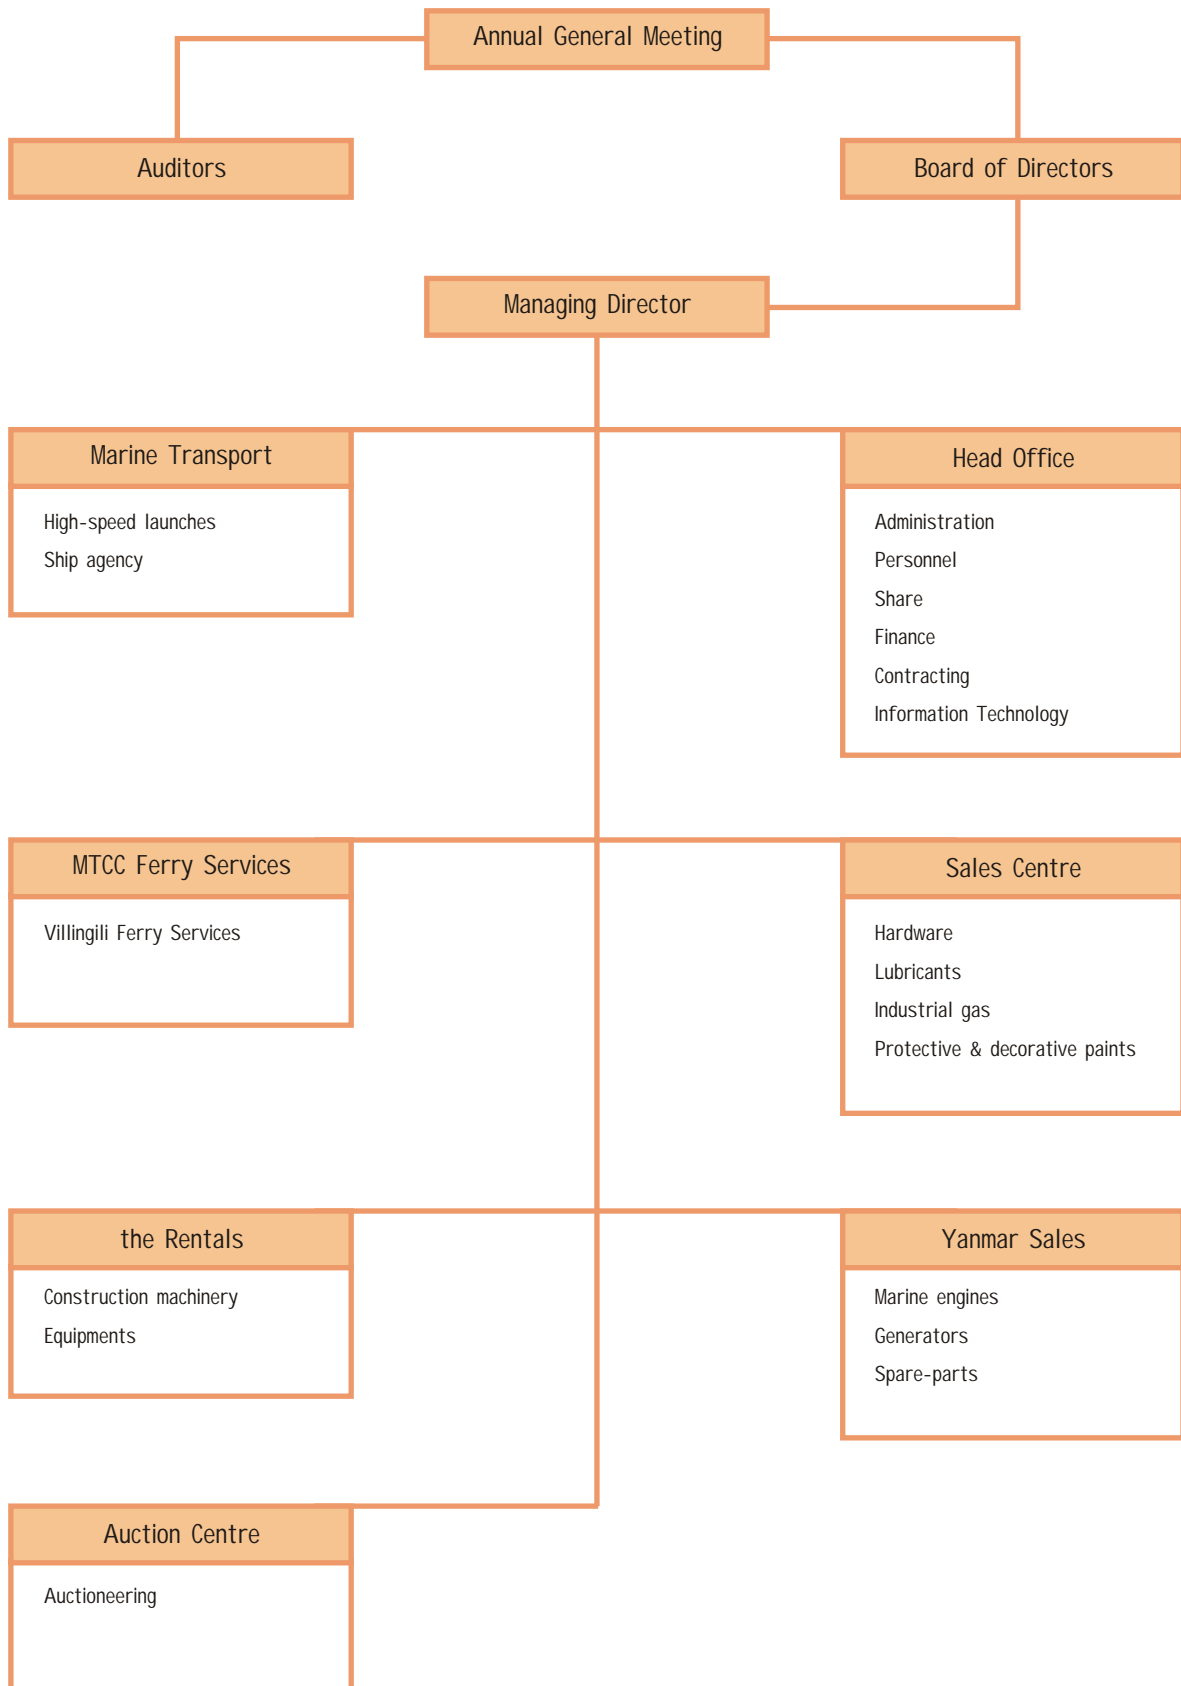 Annual General Meeting
Auditors
Board of Directors
Managing Director
Marine Transport
High-speed launches
Ship agency
Head Office
Administration
Personnel
Share
Finance
Contracting
Information Technology
MTCC Ferry Services
Villingili Ferry Services
Sales Centre
Hardware
Lubricants
Industrial gas
Protective & decorative paints
the Rentals
Construction machinery
Equipments
Yanmar Sales
Marine engines
Generators
Spare-parts
Auction Centre
Auctioneering